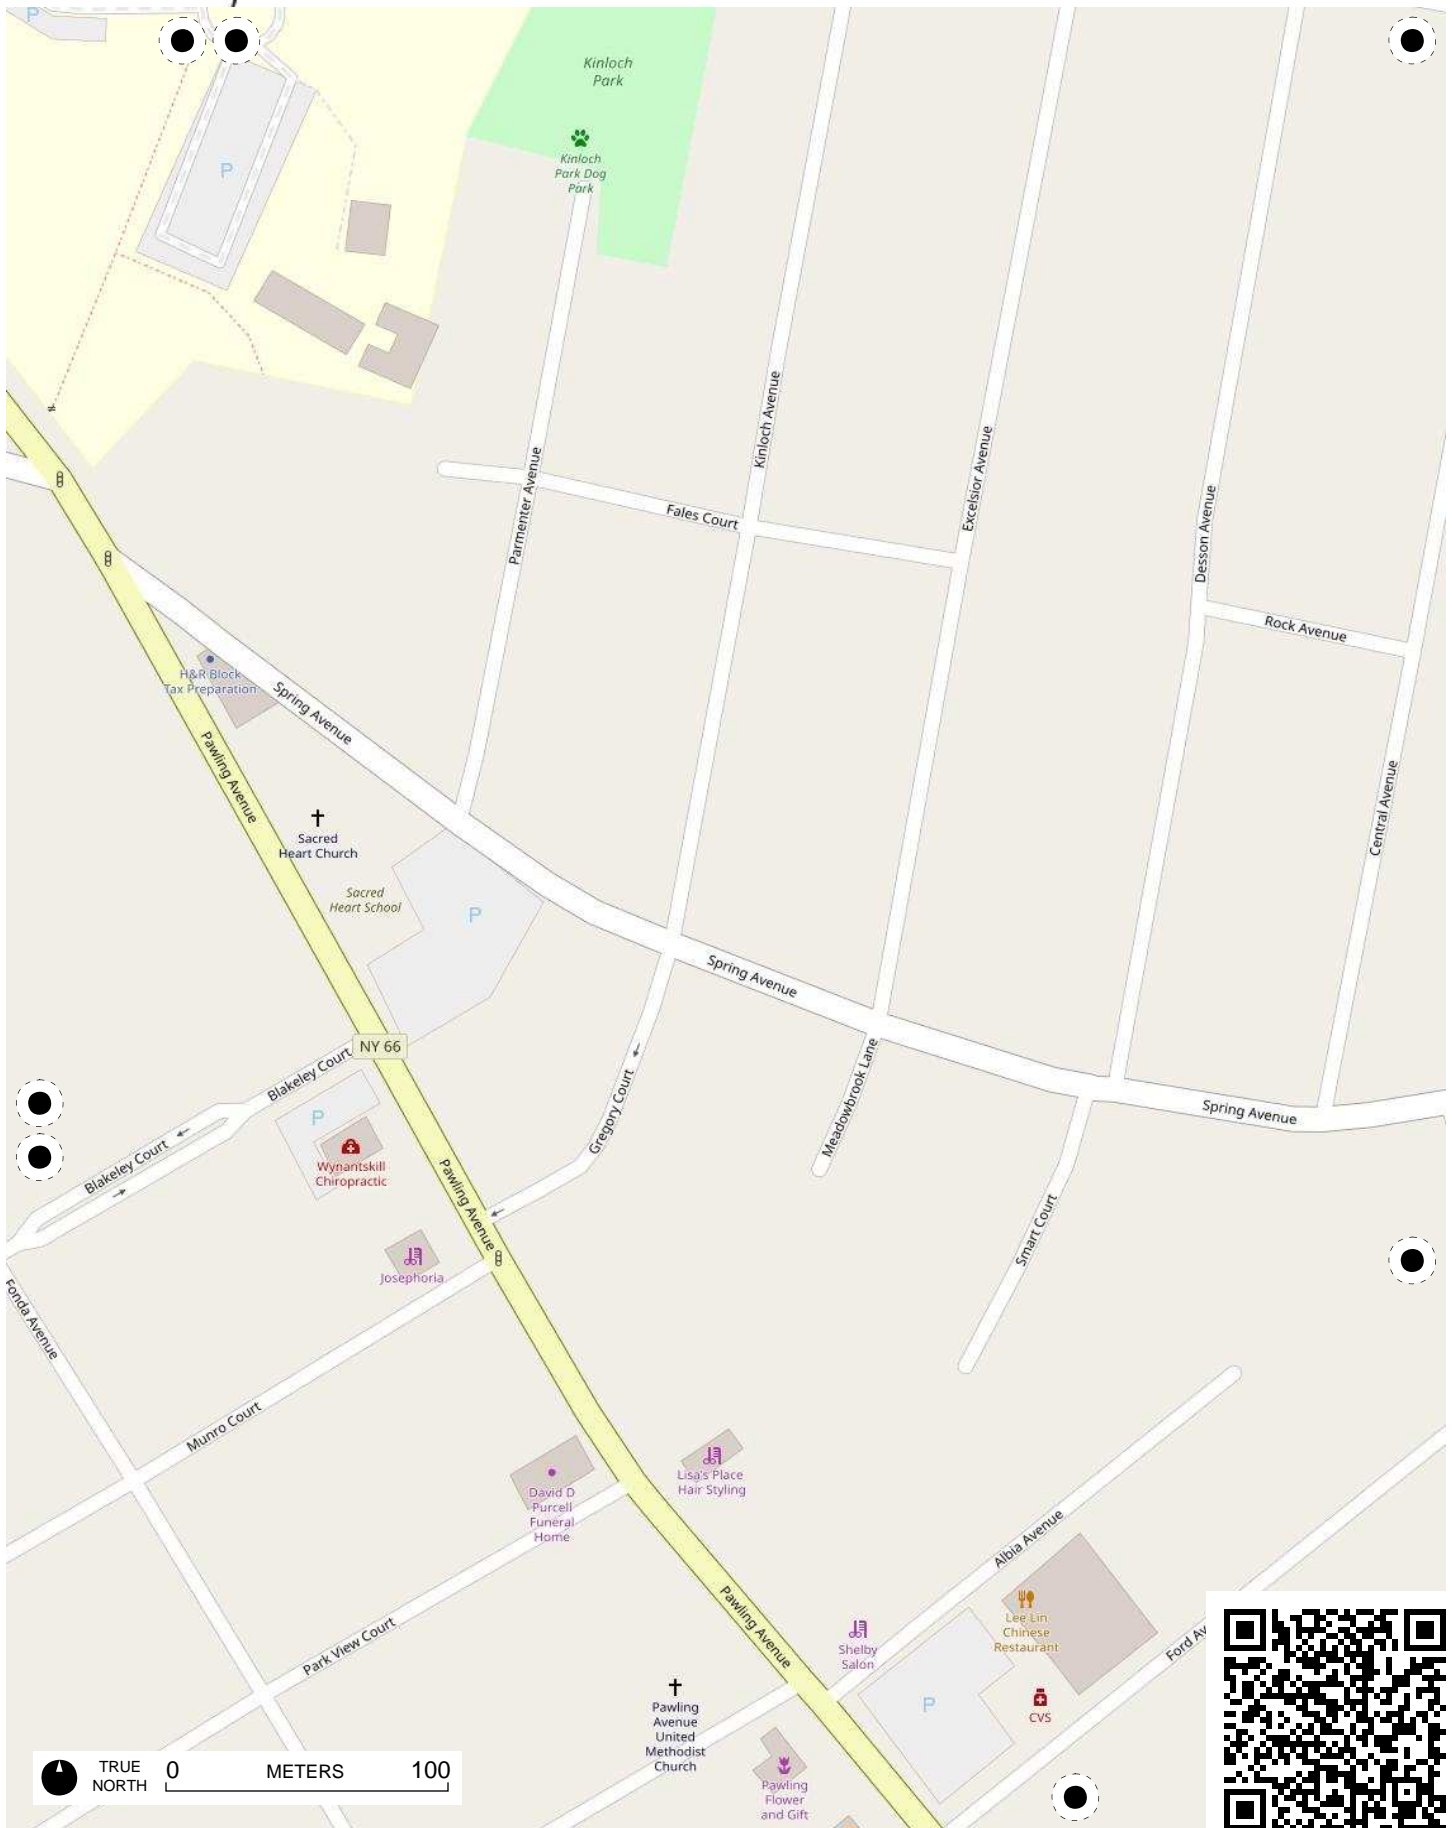 P
Kinloch
Park
Kinloch
Park Dog
Park
P
Kinloch Avenue
Excelsior Avenue
Parmenter Avenue
Desson Avenue
Fales Court
Rock Avenue
H&R Block
Tax Preparation
Spring Avenue
Pawling Avenue
Central Avenue
Sacred
Heart Church
Sacred
Heart School
P
Spring Avenue
NY 66
Blakeley Court
Gregory Court
Meadowbrook Lane
Spring Avenue
P
Blakeley Court
Wynantskill
Chiropractic
Pawling Avenue
Smart Court
Josephoria
Fonda Avenue
Munro Court
Lisa's Place
Hair Styling
David D
Purcell
Funeral
Home
Albia Avenue
Pawling Avenue
Lee Lin
Chinese
Restaurant
Shelby
Salon
Park View Court
Ford Av
P
CVS
Pawling
Avenue
United
Methodist
Church
Pawling
Flower
and Gift
TRUE
NORTH
0 METERS 100